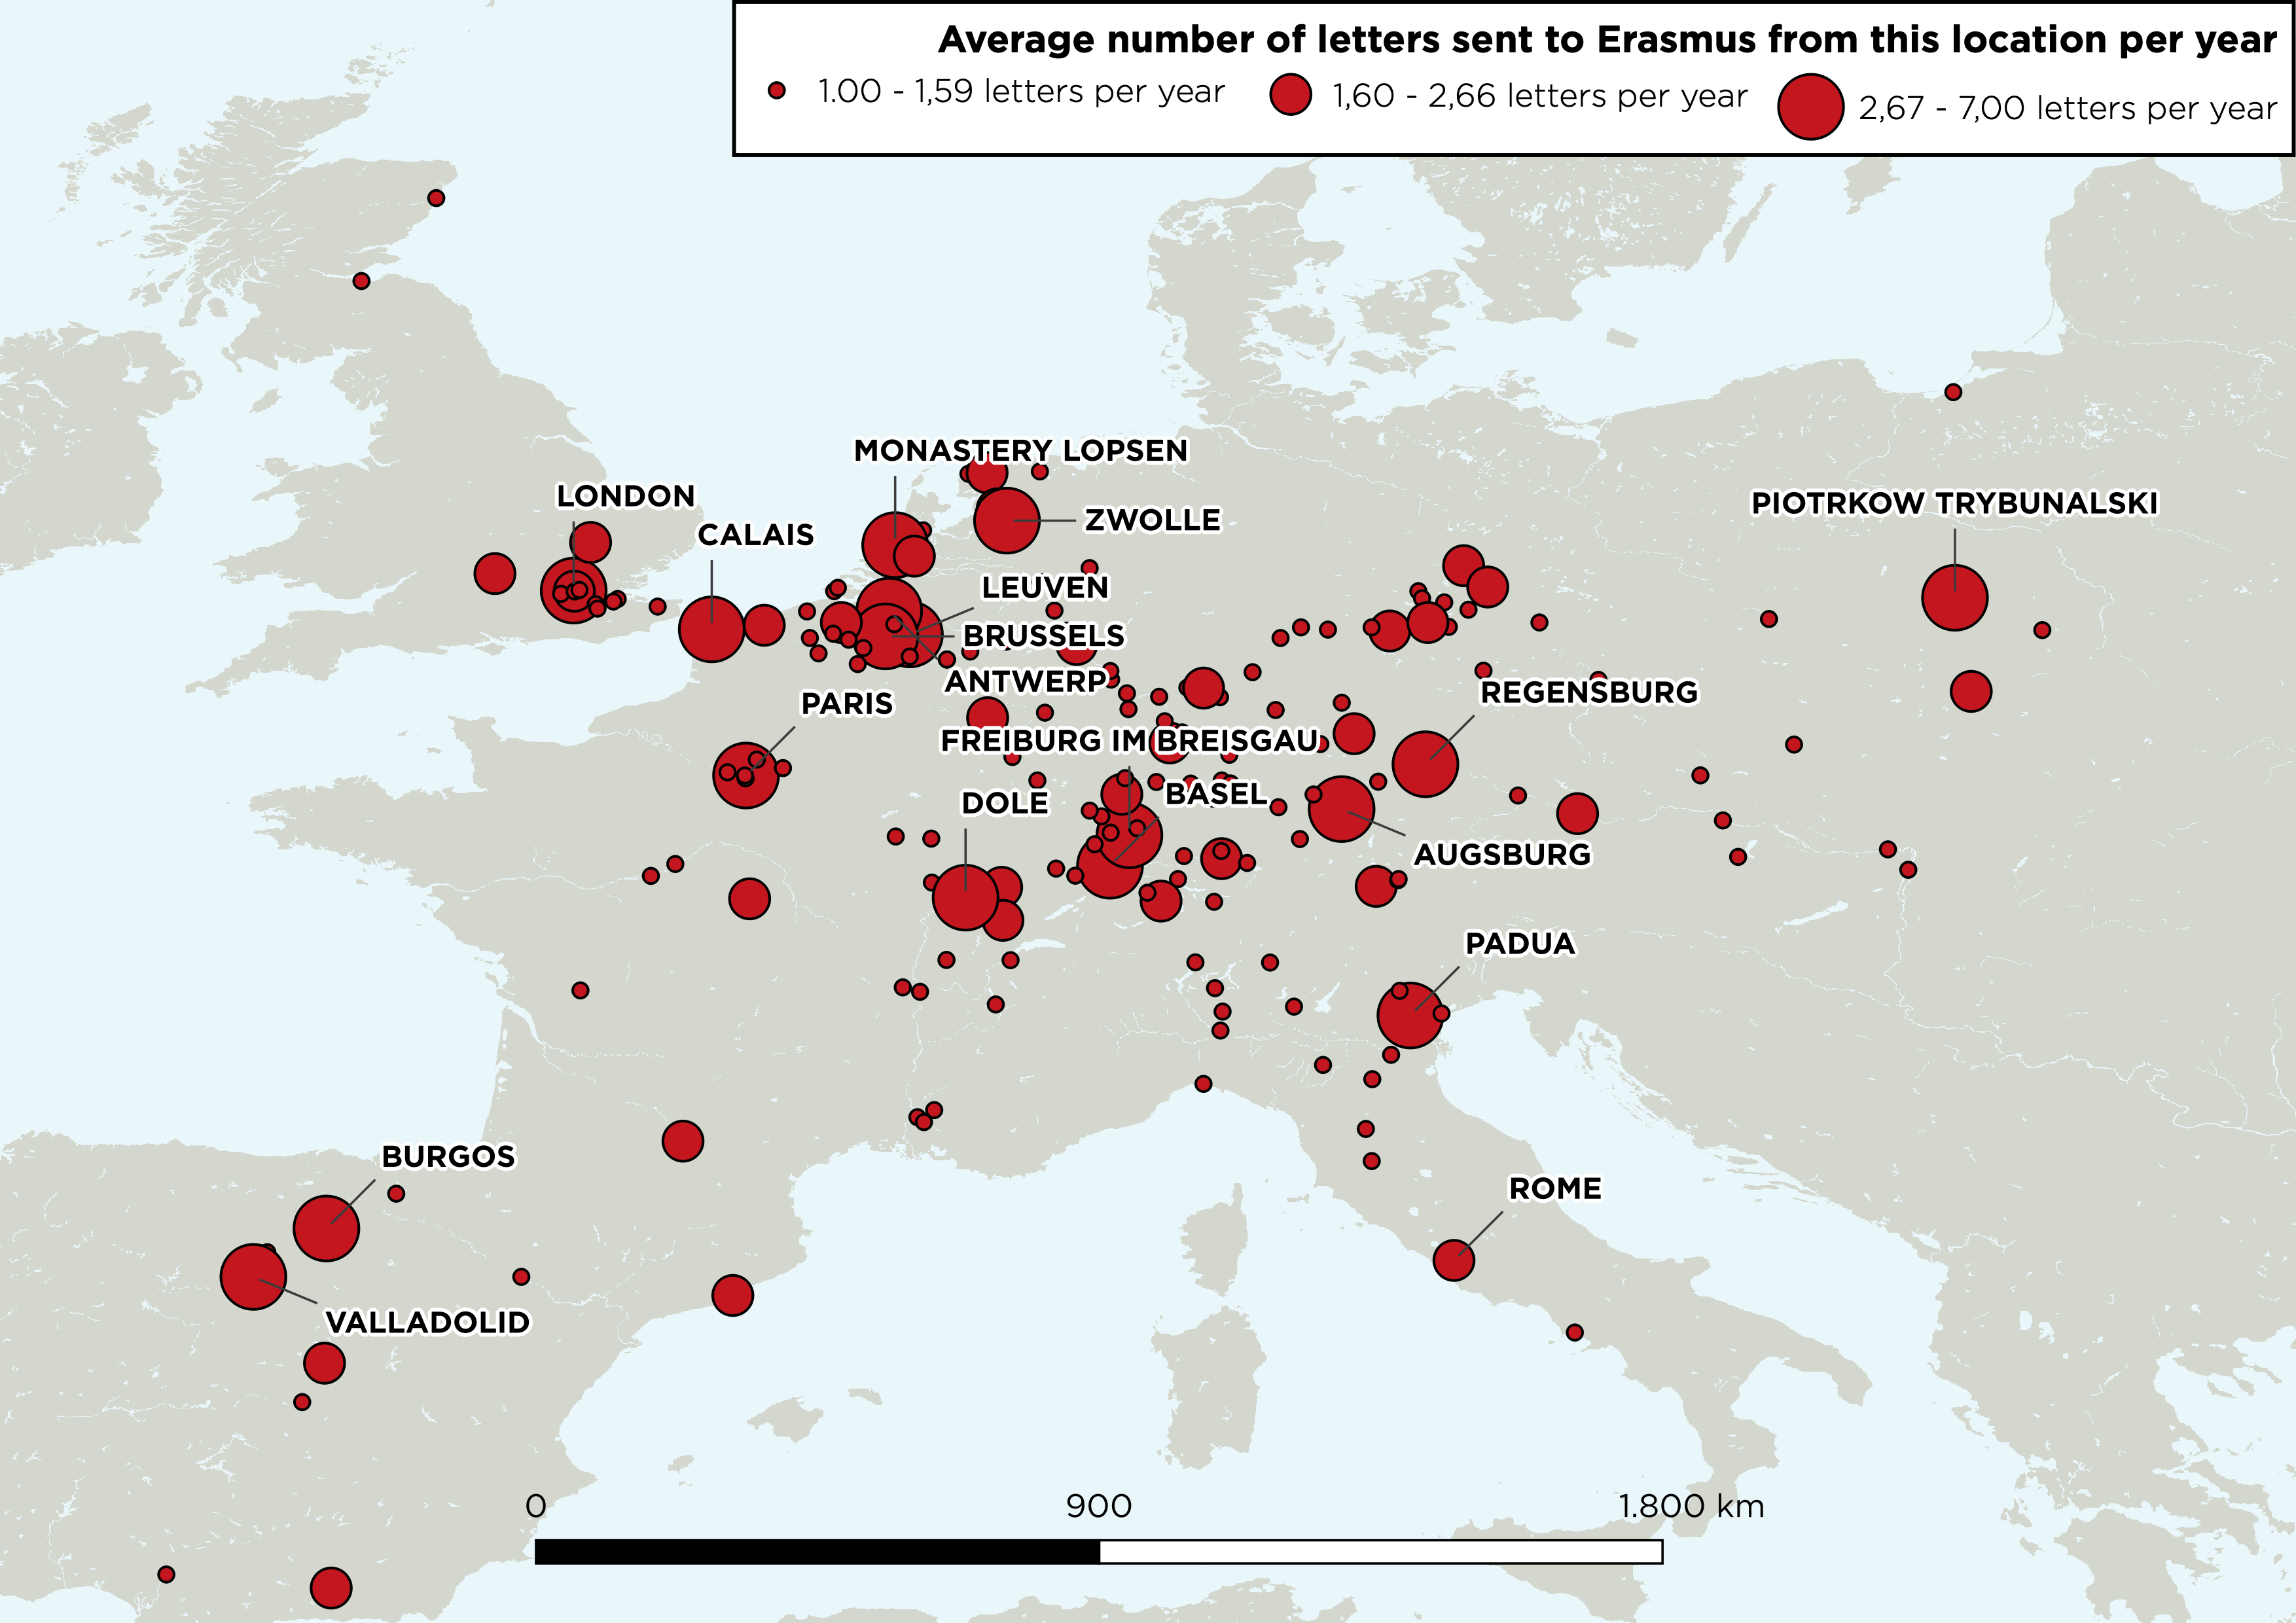 Average number of letters sent to Erasmus from this location per year
1.00 - 1,59 letters per year
1,60 - 2,66 letters per year
2,67 - 7,00 letters per year
MONASTERY LOPSEN
LONDON
PIOTRKOW TRYBUNALSKI
ZWOLLE
CALAIS
LEUVEN
BRUSSELS
ANTWERP
REGENSBURG
PARIS
FREIBURG IM BREISGAU
BASEL
DOLE
AUGSBURG
PADUA
BURGOS
ROME
VALLADOLID
0
900
1.800 km